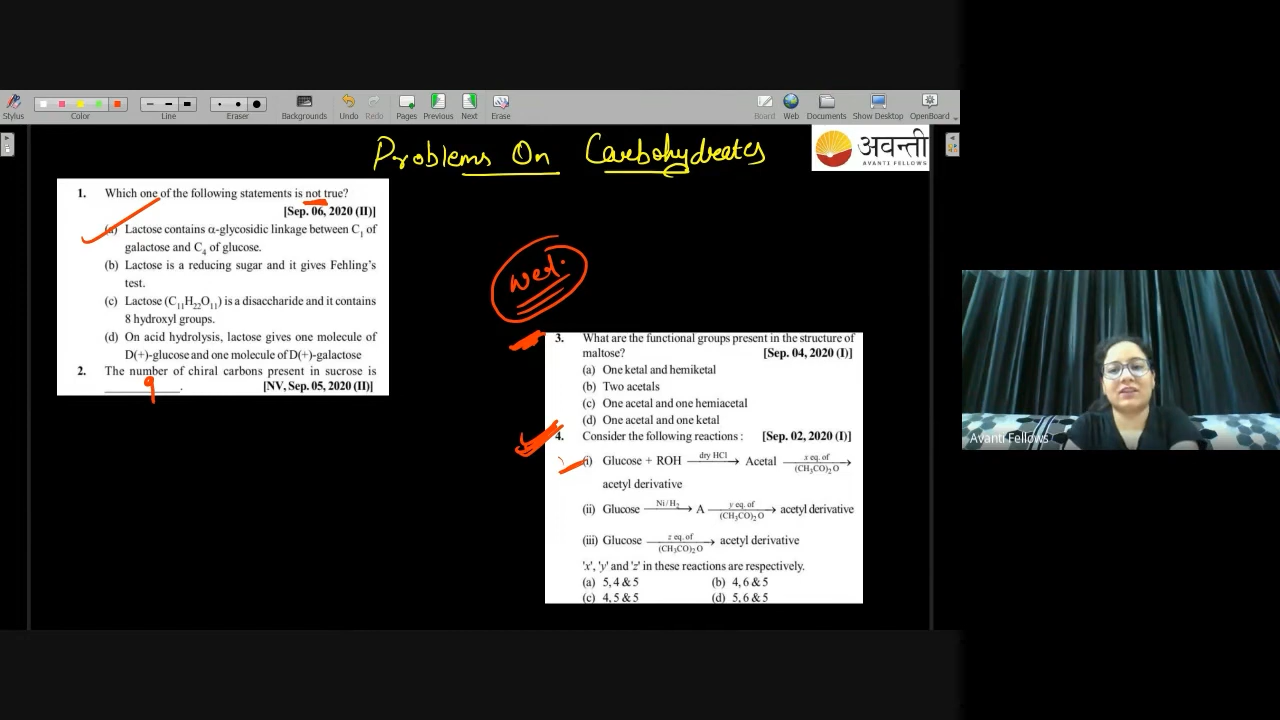 Stylus
Color
Line
Eraser
Backgrounds
Undo
Redo
Pages
Previous
Next
Erase
Board
Web
Documents
Show Desktop
OpenBoard
Problems On Carbohydrates
अवन्ती
AVANTI FELLOWS
1. Which one of the following statements is not true?
[Sep. 06, 2020 (II)]
(a) Lactose contains α-glycosidic linkage between C₁ of
galactose and C₄ of glucose.
(b) Lactose is a reducing sugar and it gives Fehling's
test.
(c) Lactose (C₁₁H₂₂O₁₁) is a disaccharide and it contains
8 hydroxyl groups.
(d) On acid hydrolysis, lactose gives one molecule of
D(+)-glucose and one molecule of D(+)-galactose
2. The number of chiral carbons present in sucrose is
__________. [NV, Sep. 05, 2020 (II)]
9
wed.
3. What are the functional groups present in the structure of
maltose? [Sep. 04, 2020 (I)]
(a) One ketal and hemiketal
(b) Two acetals
(c) One acetal and one hemiacetal
(d) One acetal and one ketal
4. Consider the following reactions : [Sep. 02, 2020 (I)]
(i) Glucose + ROH dry HCl → Acetal x eq. of (CH₃CO)₂O →
acetyl derivative
(ii) Glucose Ni/H₂ → A y eq. of (CH₃CO)₂O → acetyl derivative
(iii) Glucose z eq. of (CH₃CO)₂O → acetyl derivative
'x', 'y' and 'z' in these reactions are respectively.
(a) 5, 4 & 5 (b) 4, 6 & 5
(c) 4, 5 & 5 (d) 5, 6 & 5
Avanti Fellows